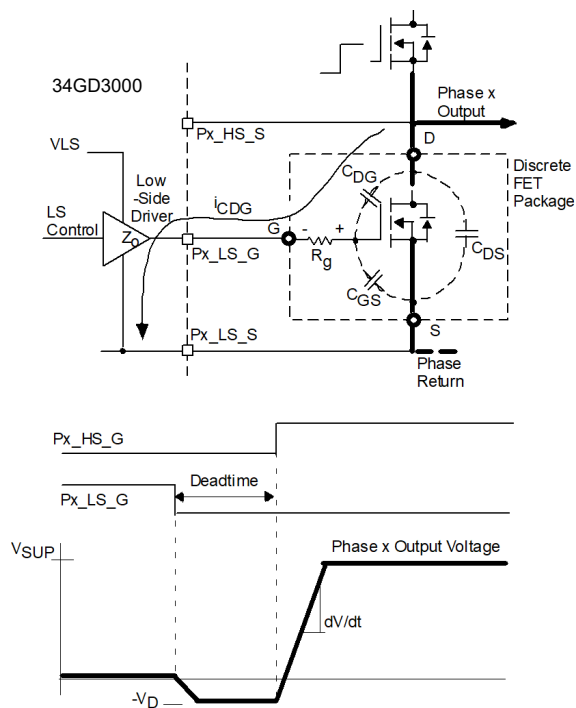 34GD3000
Phase x
Output
Px_HS_S
D
VLS
Discrete
FET
Package
Low
-Side
Driver
iCDG
CDG
LS
Control
Zo
G
-
+
Px_LS_G
Rg
CDS
CGS
Px_LS_S
S
Phase
Return
Px_HS_G
Deadtime
Px_LS_G
VSUP
Phase x Output Voltage
dV/dt
-VD